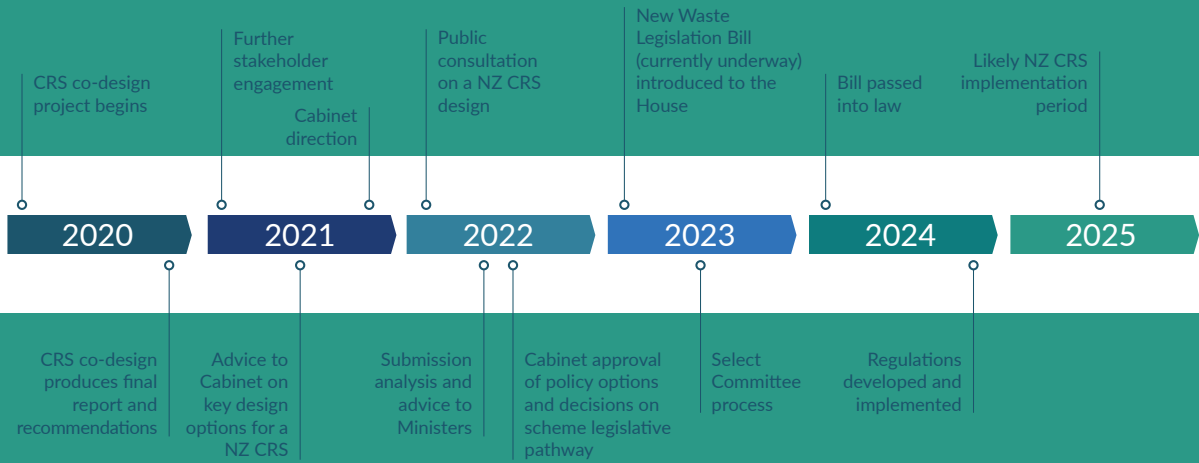 CRS co-design
project begins
Further
stakeholder
engagement
Cabinet
direction
Public
consultation
on a NZ CRS
design
New Waste
Legislation Bill
(currently underway)
introduced to the
House
Bill passed
into law
Likely NZ CRS
implementation
period
2020
2021
2022
2023
2024
2025
CRS co-design
produces final
report and
recommendations
Advice to
Cabinet on
key design
options for a
NZ CRS
Submission
analysis and
advice to
Ministers
Cabinet approval
of policy options
and decisions on
scheme legislative
pathway
Select
Committee
process
Regulations
developed and
implemented